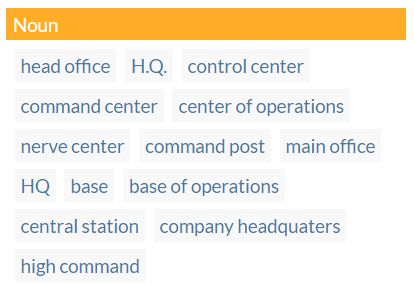 Noun
head office H.Q. control center
command center center of operations
nerve center command post main office
HQ base base of operations
central station company headquaters
high command